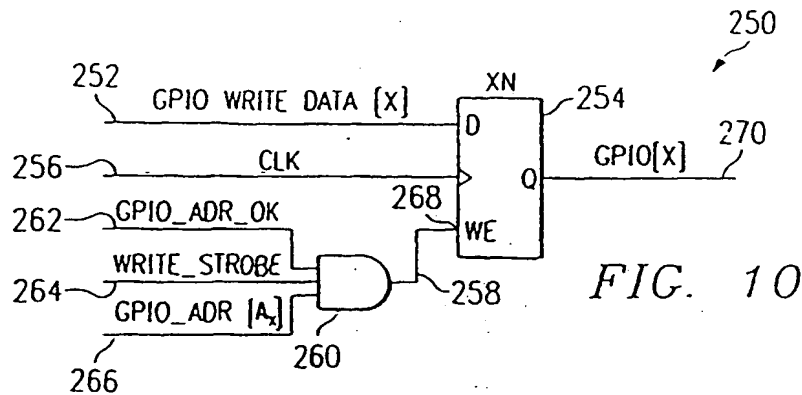 250
252
GPIO WRITE DATA [X]
XN
254
D
256
CLK
Q
GPIO[X]
270
262
GPIO_ADR_OK
268
WE
264
WRITE_STROBE
258
GPIO_ADR [Ax]
260
266
FIG. 10